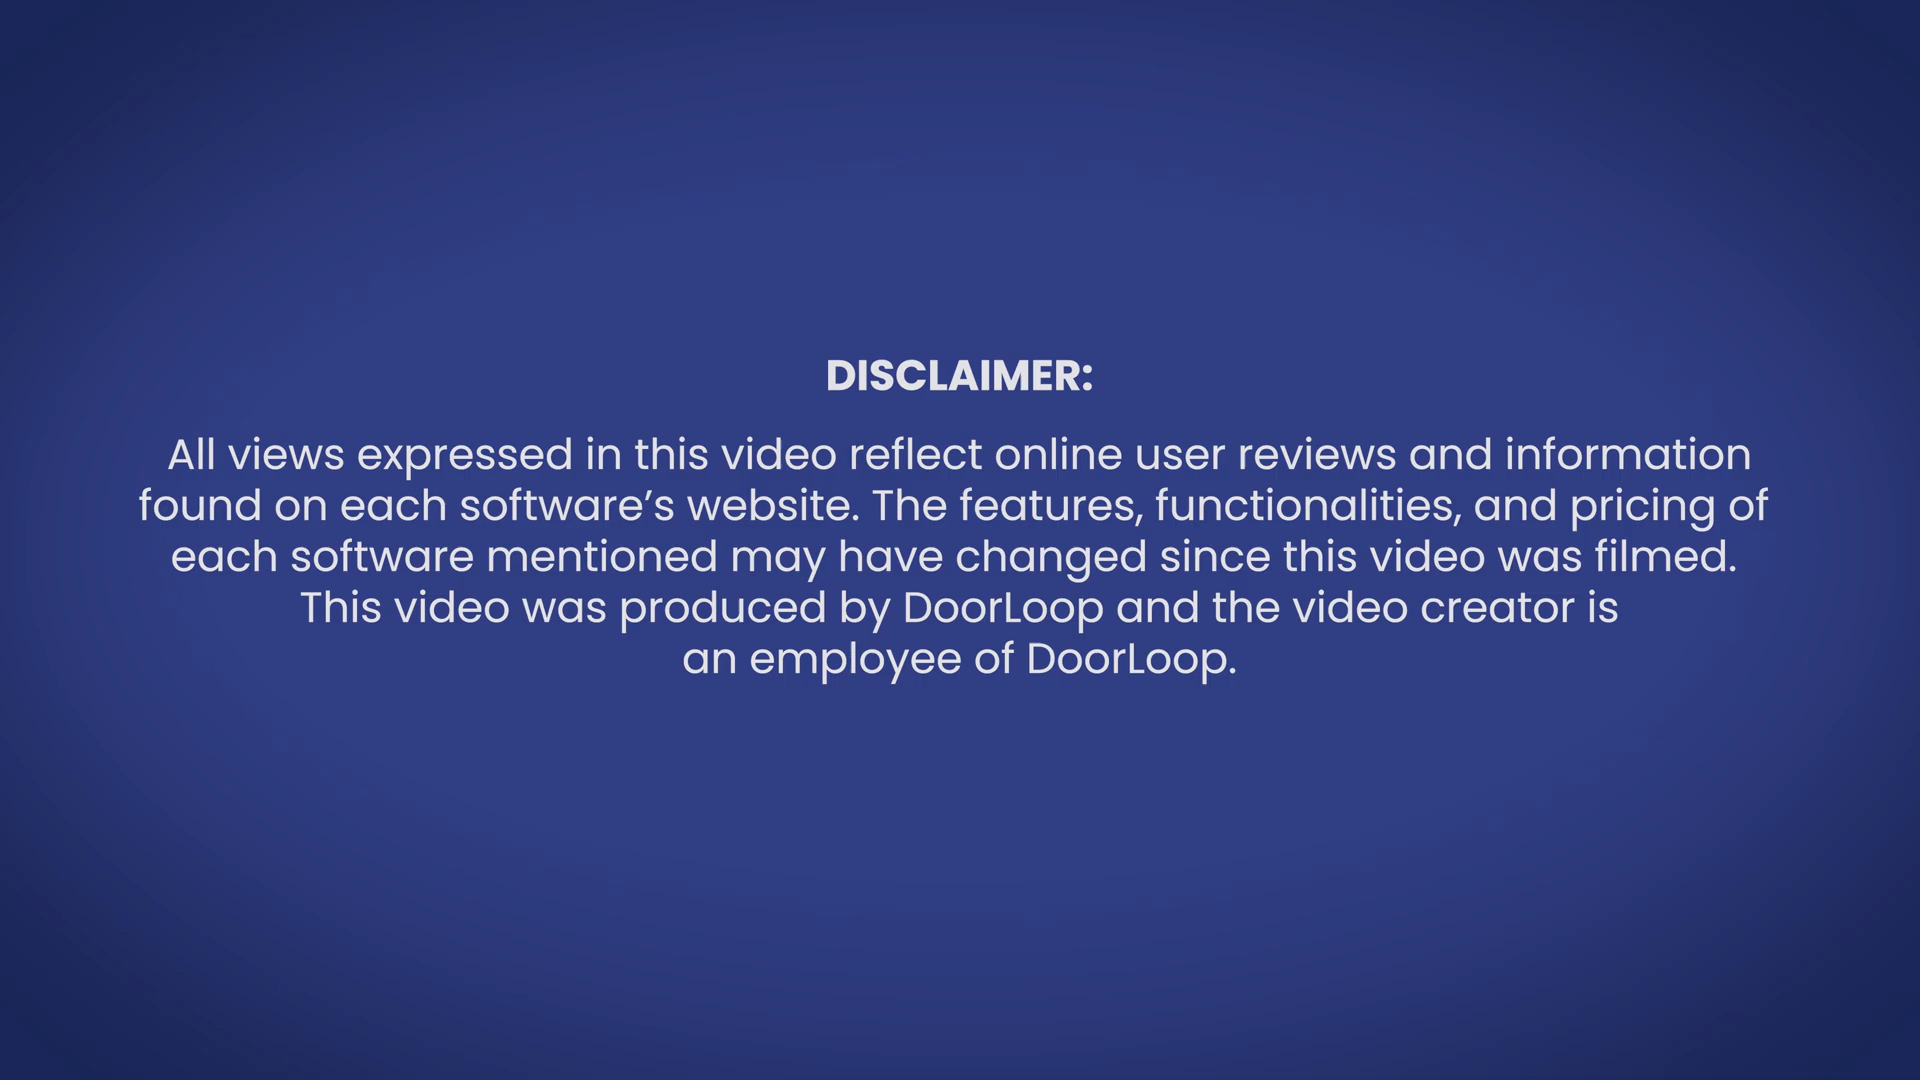 DISCLAIMER:
All views expressed in this video reflect online user reviews and information
found on each software’s website. The features, functionalities, and pricing of
each software mentioned may have changed since this video was filmed.
This video was produced by DoorLoop and the video creator is
an employee of DoorLoop.